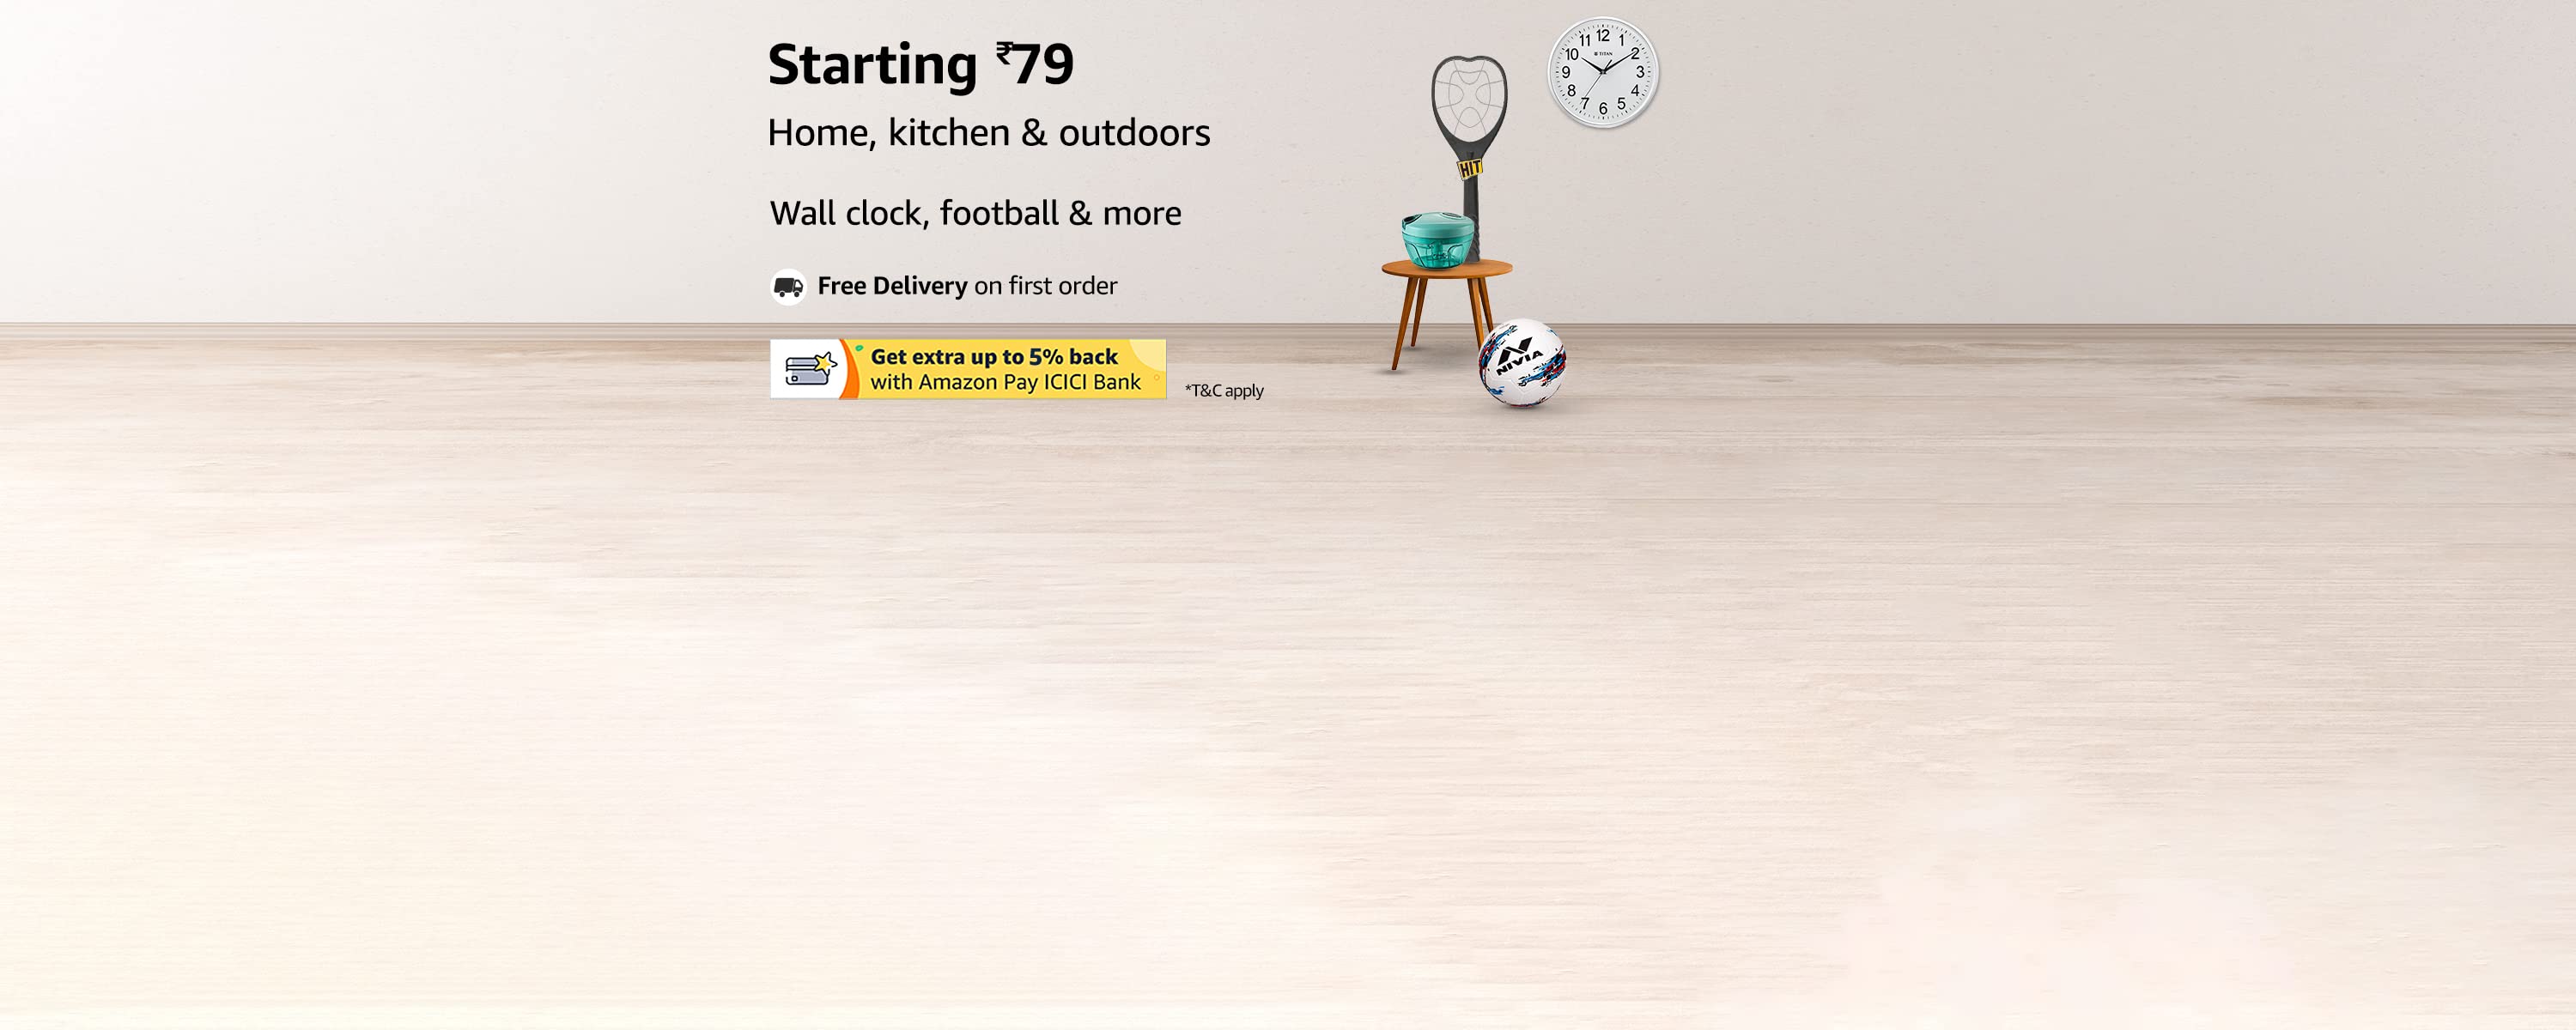 Starting ₹79
Home, kitchen & outdoors
Wall clock, football & more
Free Delivery on first order
Get extra up to 5% back
with Amazon Pay ICICI Bank
*T&C apply
HIT
NIVIA
TITAN
12
1
2
3
4
5
6
7
8
9
10
11